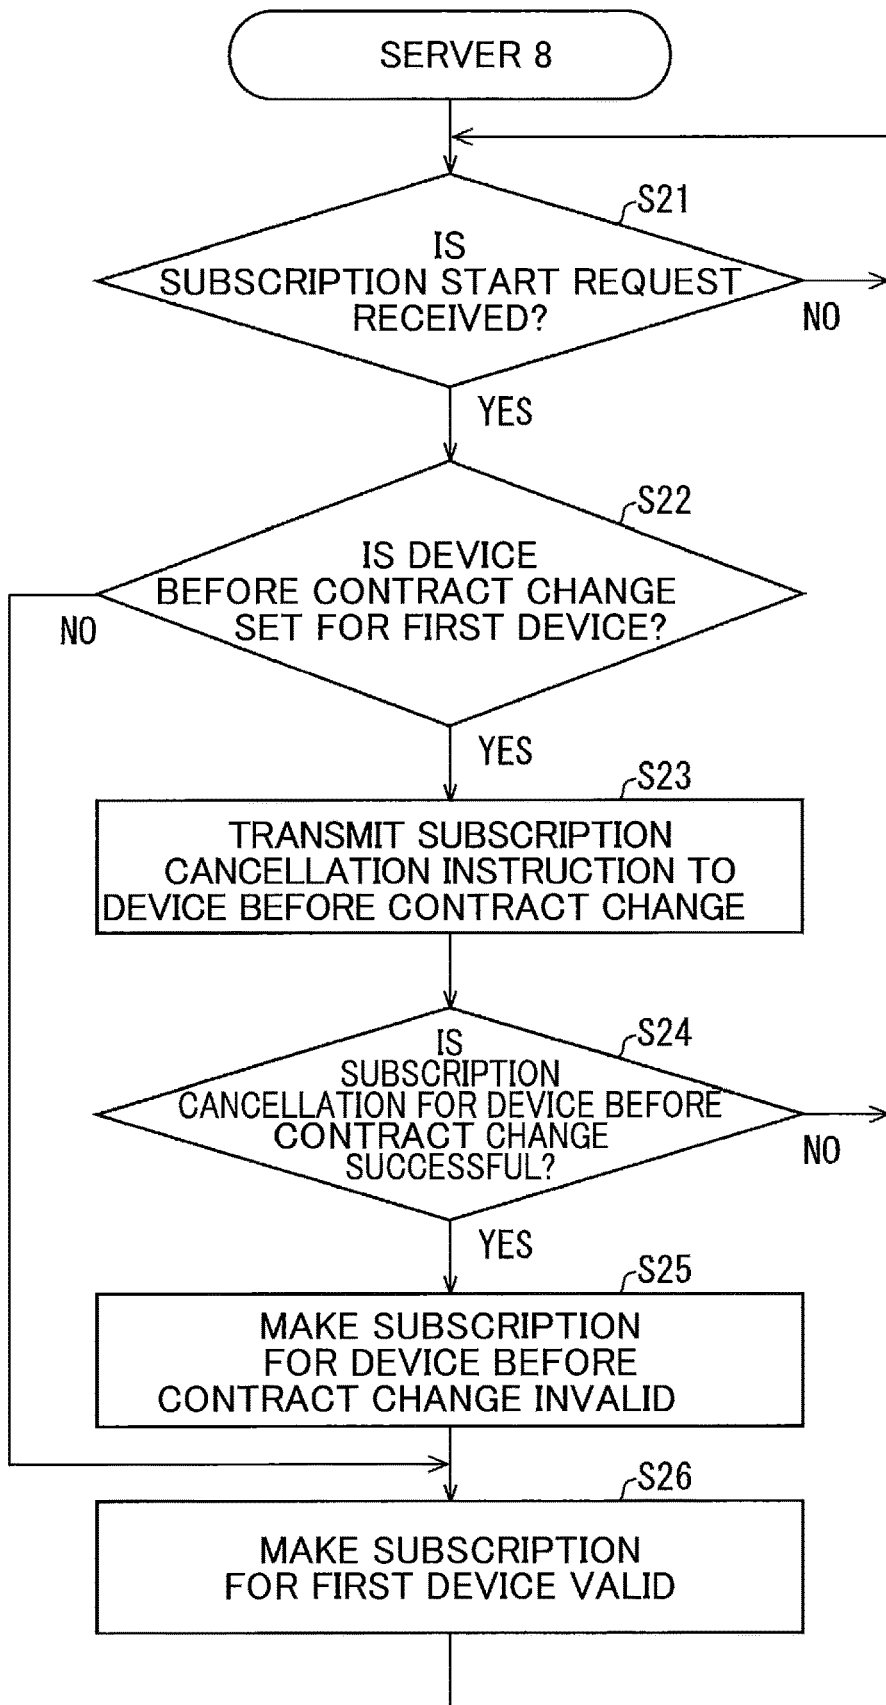 SERVER 8
S21
IS
SUBSCRIPTION START REQUEST
RECEIVED?
NO
YES
S22
IS DEVICE
BEFORE CONTRACT CHANGE
SET FOR FIRST DEVICE?
NO
YES
S23
TRANSMIT SUBSCRIPTION
CANCELLATION INSTRUCTION TO
DEVICE BEFORE CONTRACT CHANGE
S24
IS
SUBSCRIPTION
CANCELLATION FOR DEVICE BEFORE
CONTRACT CHANGE
SUCCESSFUL?
NO
YES
S25
MAKE SUBSCRIPTION
FOR DEVICE BEFORE
CONTRACT CHANGE INVALID
S26
MAKE SUBSCRIPTION
FOR FIRST DEVICE VALID